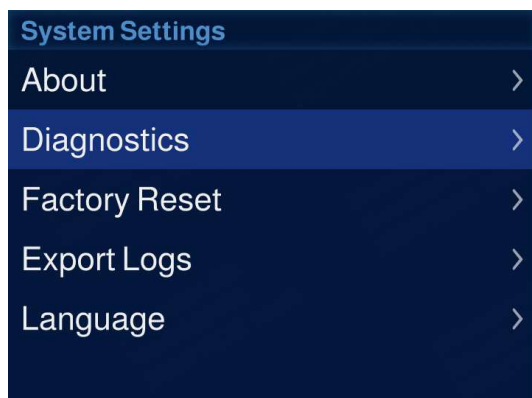 System Settings
About
Diagnostics
Factory Reset
Export Logs
Language